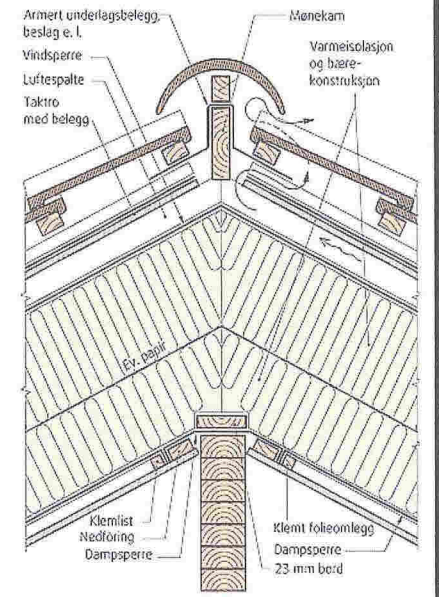 Armert underlagsbelegg,
beslag e. l.
Vindsperre
Luftespalte
Taktro
med belegg
Mønekam
Varmeisolasjon
og bære-
konstruksjon
Ev. papir
Klemlist
Nedfôring
Dampsperre
Klemt folieomlegg
Dampsperre
23 mm bord